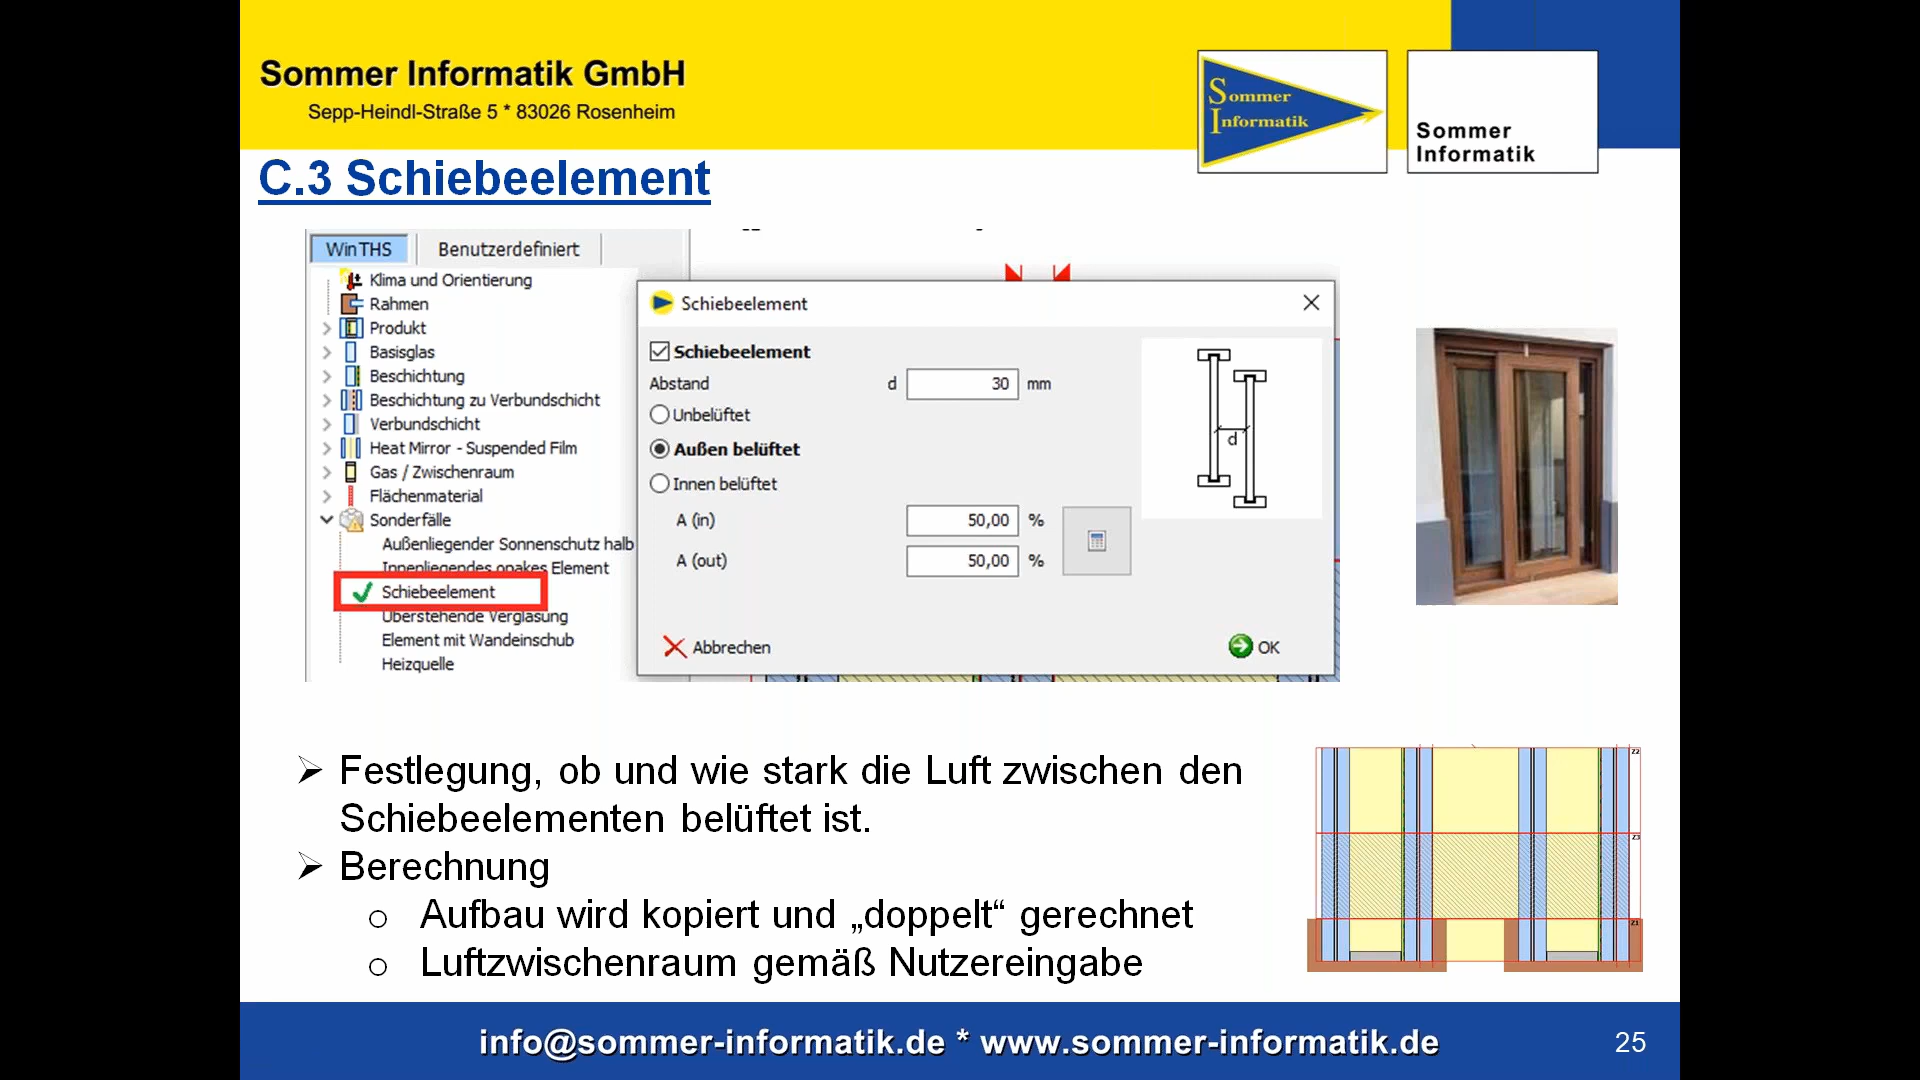 Sommer Informatik GmbH
Sepp-Heindl-Straße 5 * 83026 Rosenheim
Sommer
Informatik
Sommer
Informatik
C.3 Schiebeelement
WinTHS
Benutzerdefiniert
Klima und Orientierung
Rahmen
Produkt
Basisglas
Beschichtung
Beschichtung zu Verbundschicht
Verbundschicht
Heat Mirror - Suspended Film
Gas / Zwischenraum
Flächenmaterial
Sonderfälle
Außenliegender Sonnenschutz halb
Innenliegendes opakes Element
Schiebeelement
Überstehende Verglasung
Element mit Wandeinschub
Heizquelle
Schiebeelement
Schiebeelement
Abstand d 30 mm
Unbelüftet
Außen belüftet
Innen belüftet
A (in) 50,00 %
A (out) 50,00 %
d
Abbrechen
OK
Festlegung, ob und wie stark die Luft zwischen den
Schiebeelementen belüftet ist.
Berechnung
o Aufbau wird kopiert und „doppelt“ gerechnet
o Luftzwischenraum gemäß Nutzereingabe
Z2
Z3
Z1
info@sommer-informatik.de * www.sommer-informatik.de
25